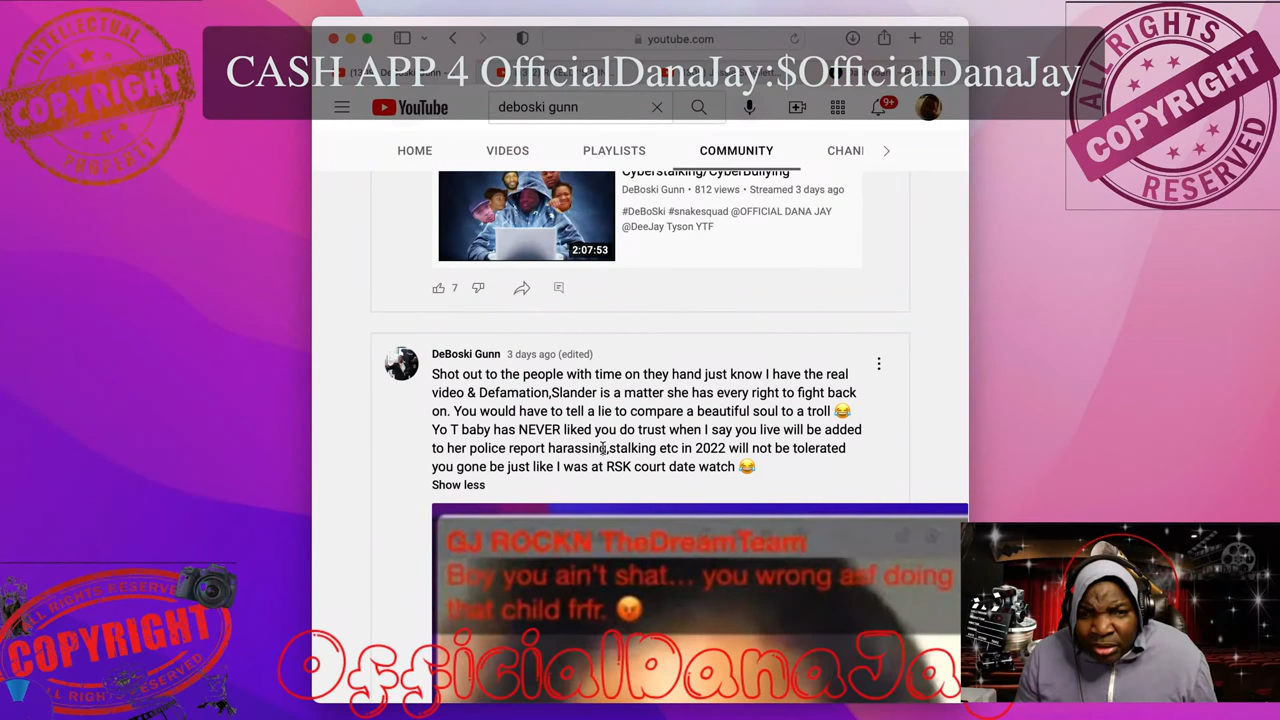 CASH APP 4 OfficialDanaJay:$OfficialDanaJay
youtube.com
YouTube
deboski gunn
9+
HOME
VIDEOS
PLAYLISTS
COMMUNITY
CHANI
Cyberstalking/CyberBullying
DeBoski Gunn • 812 views • Streamed 3 days ago
#DeBoSki #snakesquad @OFFICIAL DANA JAY
@DeeJay Tyson YTF
2:07:53
7
DeBoski Gunn 3 days ago (edited)
Shot out to the people with time on they hand just know I have the real
video & Defamation,Slander is a matter she has every right to fight back
on. You would have to tell a lie to compare a beautiful soul to a troll 😂
Yo T baby has NEVER liked you do trust when I say you live will be added
to her police report harassing,stalking etc in 2022 will not be tolerated
you gone be just like I was at RSK court date watch 😂
Show less
GJ ROCKN TheDreamTeam
Boy you ain't shat... you wrong asf doing
that child frfr. 😡
OfficialDanaJa
INTELLECTUAL
COPYRIGHT
PROPERTY
ALL RIGHTS
COPYRIGHT
RESERVED
ALL RIGHTS RESERVE
COPYRIGHT
ALL RIGHTS RESERVED